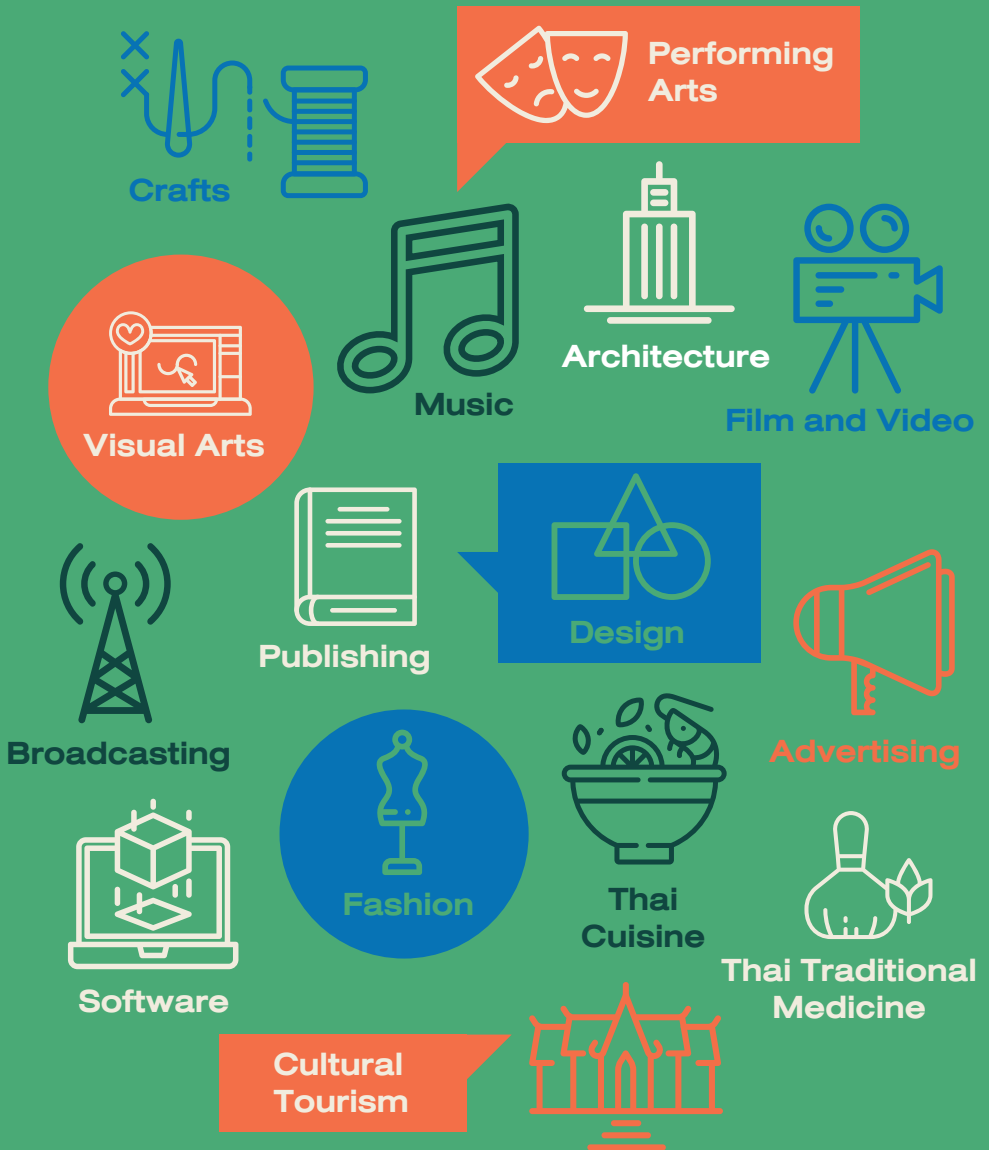 Performing
Arts
Crafts
Architecture
Music
Film and Video
Visual Arts
Design
Publishing
Broadcasting
Advertising
Fashion
Thai
Cuisine
Thai Traditional
Medicine
Software
Cultural
Tourism